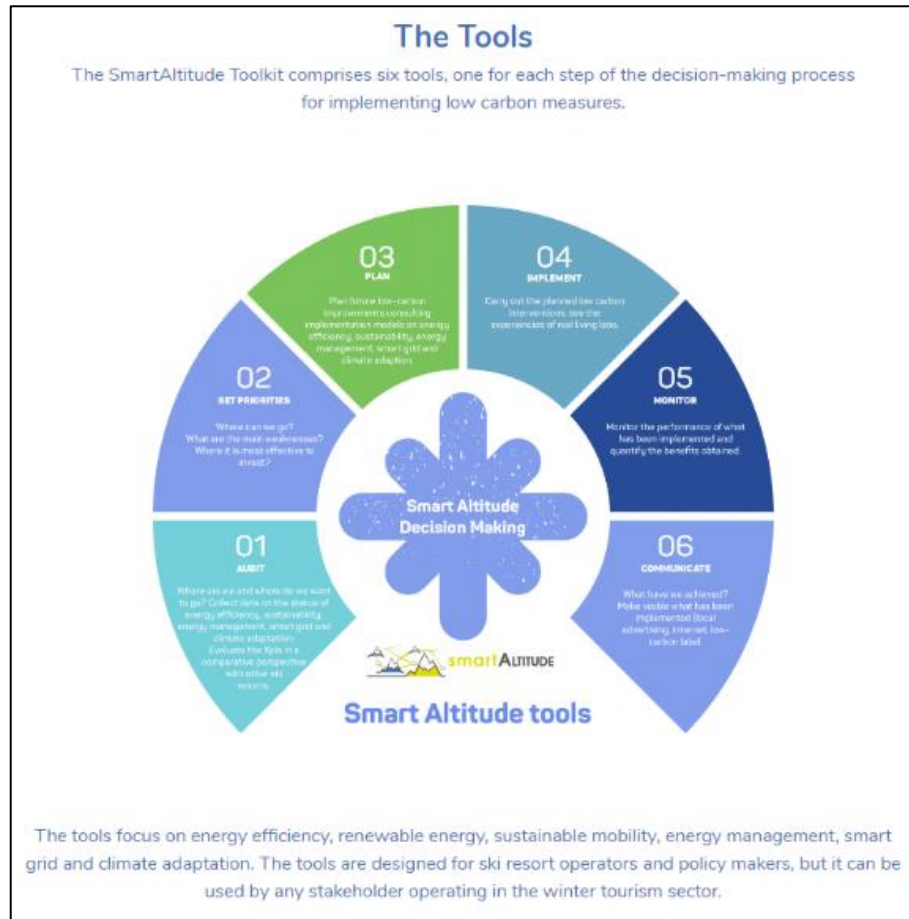 The Tools
The SmartAltitude Toolkit comprises six tools, one for each step of the decision-making process
for implementing low carbon measures.
01
AUDIT
Where are we and where do we want
to go? Collect data on the status of
energy efficiency, sustainability,
energy management, smart grid and
climate adaptation.
Evaluate the Kpis in a
comparative perspective
with other ski
resorts.
02
SET PRIORITIES
Where can we go?
What are the main weaknesses?
Where it is most effective to
invest?
03
PLAN
Plan future low-carbon
improvements consulting
implementation models on energy
efficiency, sustainability, energy
management, smart grid and
climate adaption.
04
IMPLEMENT
Carry out the planned low carbon
interventions: see the
experiences of real living labs.
05
MONITOR
Monitor the performance of what
has been implemented and
quantify the benefits obtained.
06
COMMUNICATE
What have we achieved?
Make visible what has been
implemented (local
advertising, Internet, low-
carbon label.
Smart Altitude
Decision Making
smartALTITUDE
Smart Altitude tools
The tools focus on energy efficiency, renewable energy, sustainable mobility, energy management, smart
grid and climate adaptation. The tools are designed for ski resort operators and policy makers, but it can be
used by any stakeholder operating in the winter tourism sector.